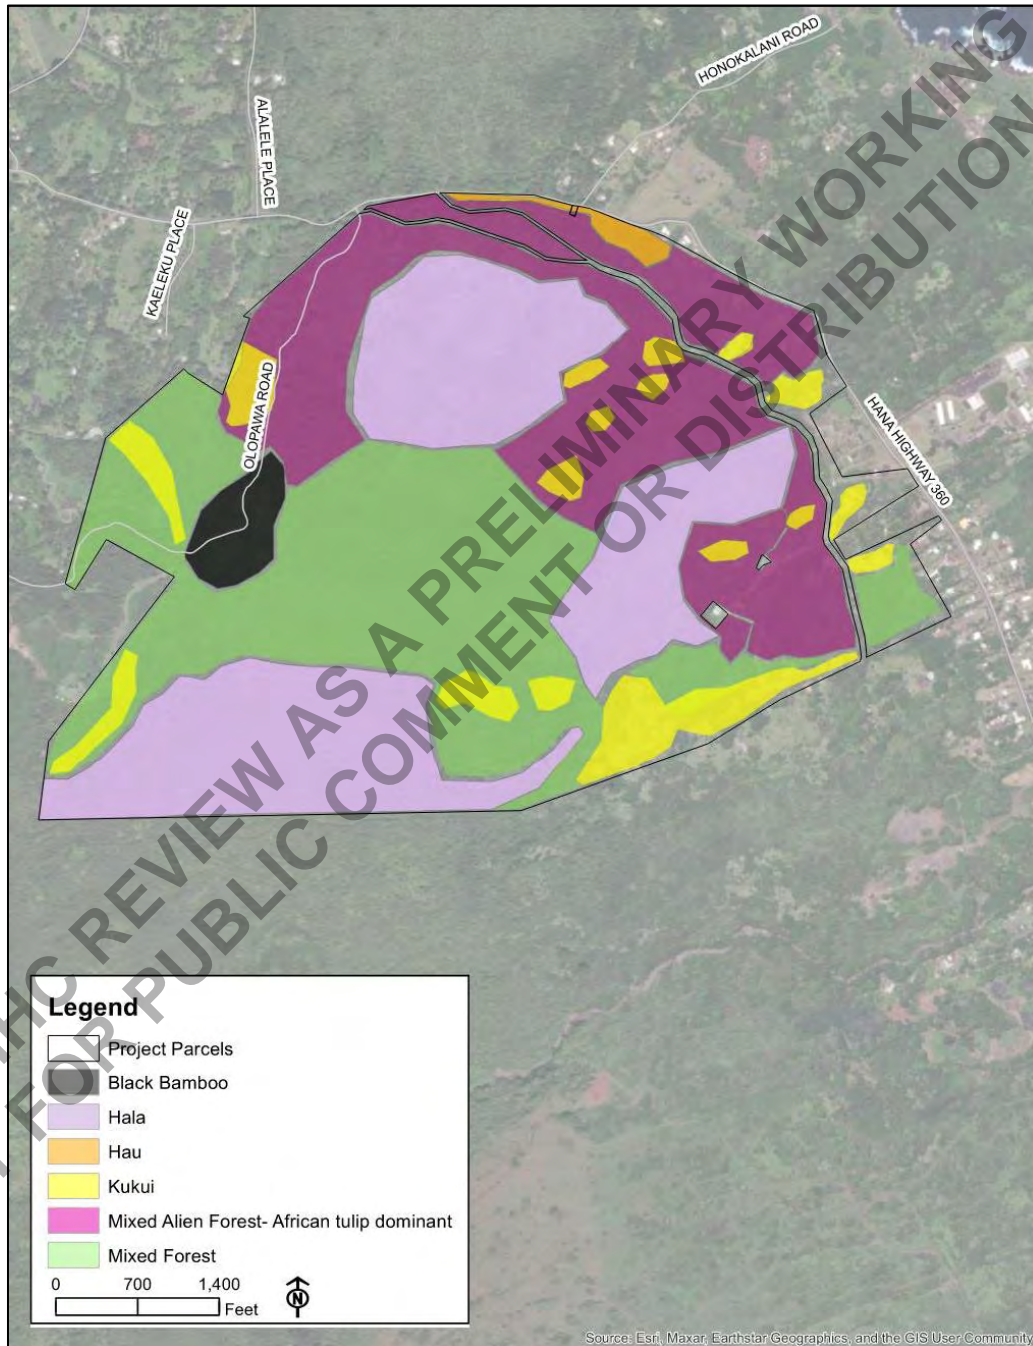 HONOKALANI ROAD
ALALELE PLACE
KAELEKU PLACE
OLOPAWA ROAD
HANA HIGHWAY 360
HC REVIEW AS A PRELIMINARY WORKING
FOR PUBLIC COMMENT OR DISTRIBUTION
Legend
Project Parcels
Black Bamboo
Hala
Hau
Kukui
Mixed Alien Forest- African tulip dominant
Mixed Forest
0 700 1,400
Feet
N
Source: Esri, Maxar, Earthstar Geographics, and the GIS User Community